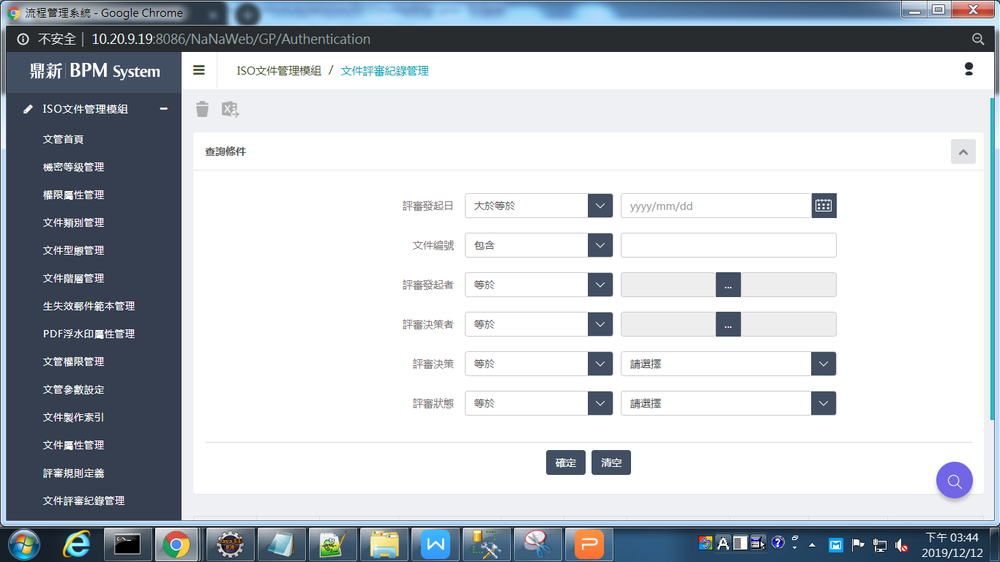 流程管理系統 - Google Chrome
不安全 | 10.20.9.19:8086/NaNaWeb/GP/Authentication
鼎新 BPM System
ISO文件管理模組 / 文件評審紀錄管理
ISO文件管理模組
文管首頁
機密等級管理
權限屬性管理
文件類別管理
文件型態管理
文件階層管理
生失效郵件範本管理
PDF浮水印屬性管理
文管權限管理
文管參數設定
文件製作索引
文件屬性管理
評審規則定義
文件評審紀錄管理
查詢條件
評審發起日 大於等於 yyyy/mm/dd
文件編號 包含
評審發起者 等於 ...
評審決策者 等於 ...
評審決策 等於 請選擇
評審狀態 等於 請選擇
確定 清空
Java EE
IDE
下午 03:44
2019/12/12